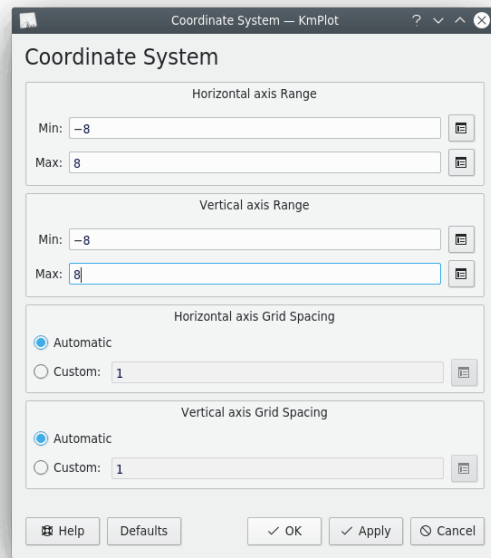 Coordinate System — KmPlot
Coordinate System
Horizontal axis Range
Min: −8
Max: 8
Vertical axis Range
Min: −8
Max: 8
Horizontal axis Grid Spacing
Automatic
Custom: 1
Vertical axis Grid Spacing
Automatic
Custom: 1
Help Defaults OK Apply Cancel